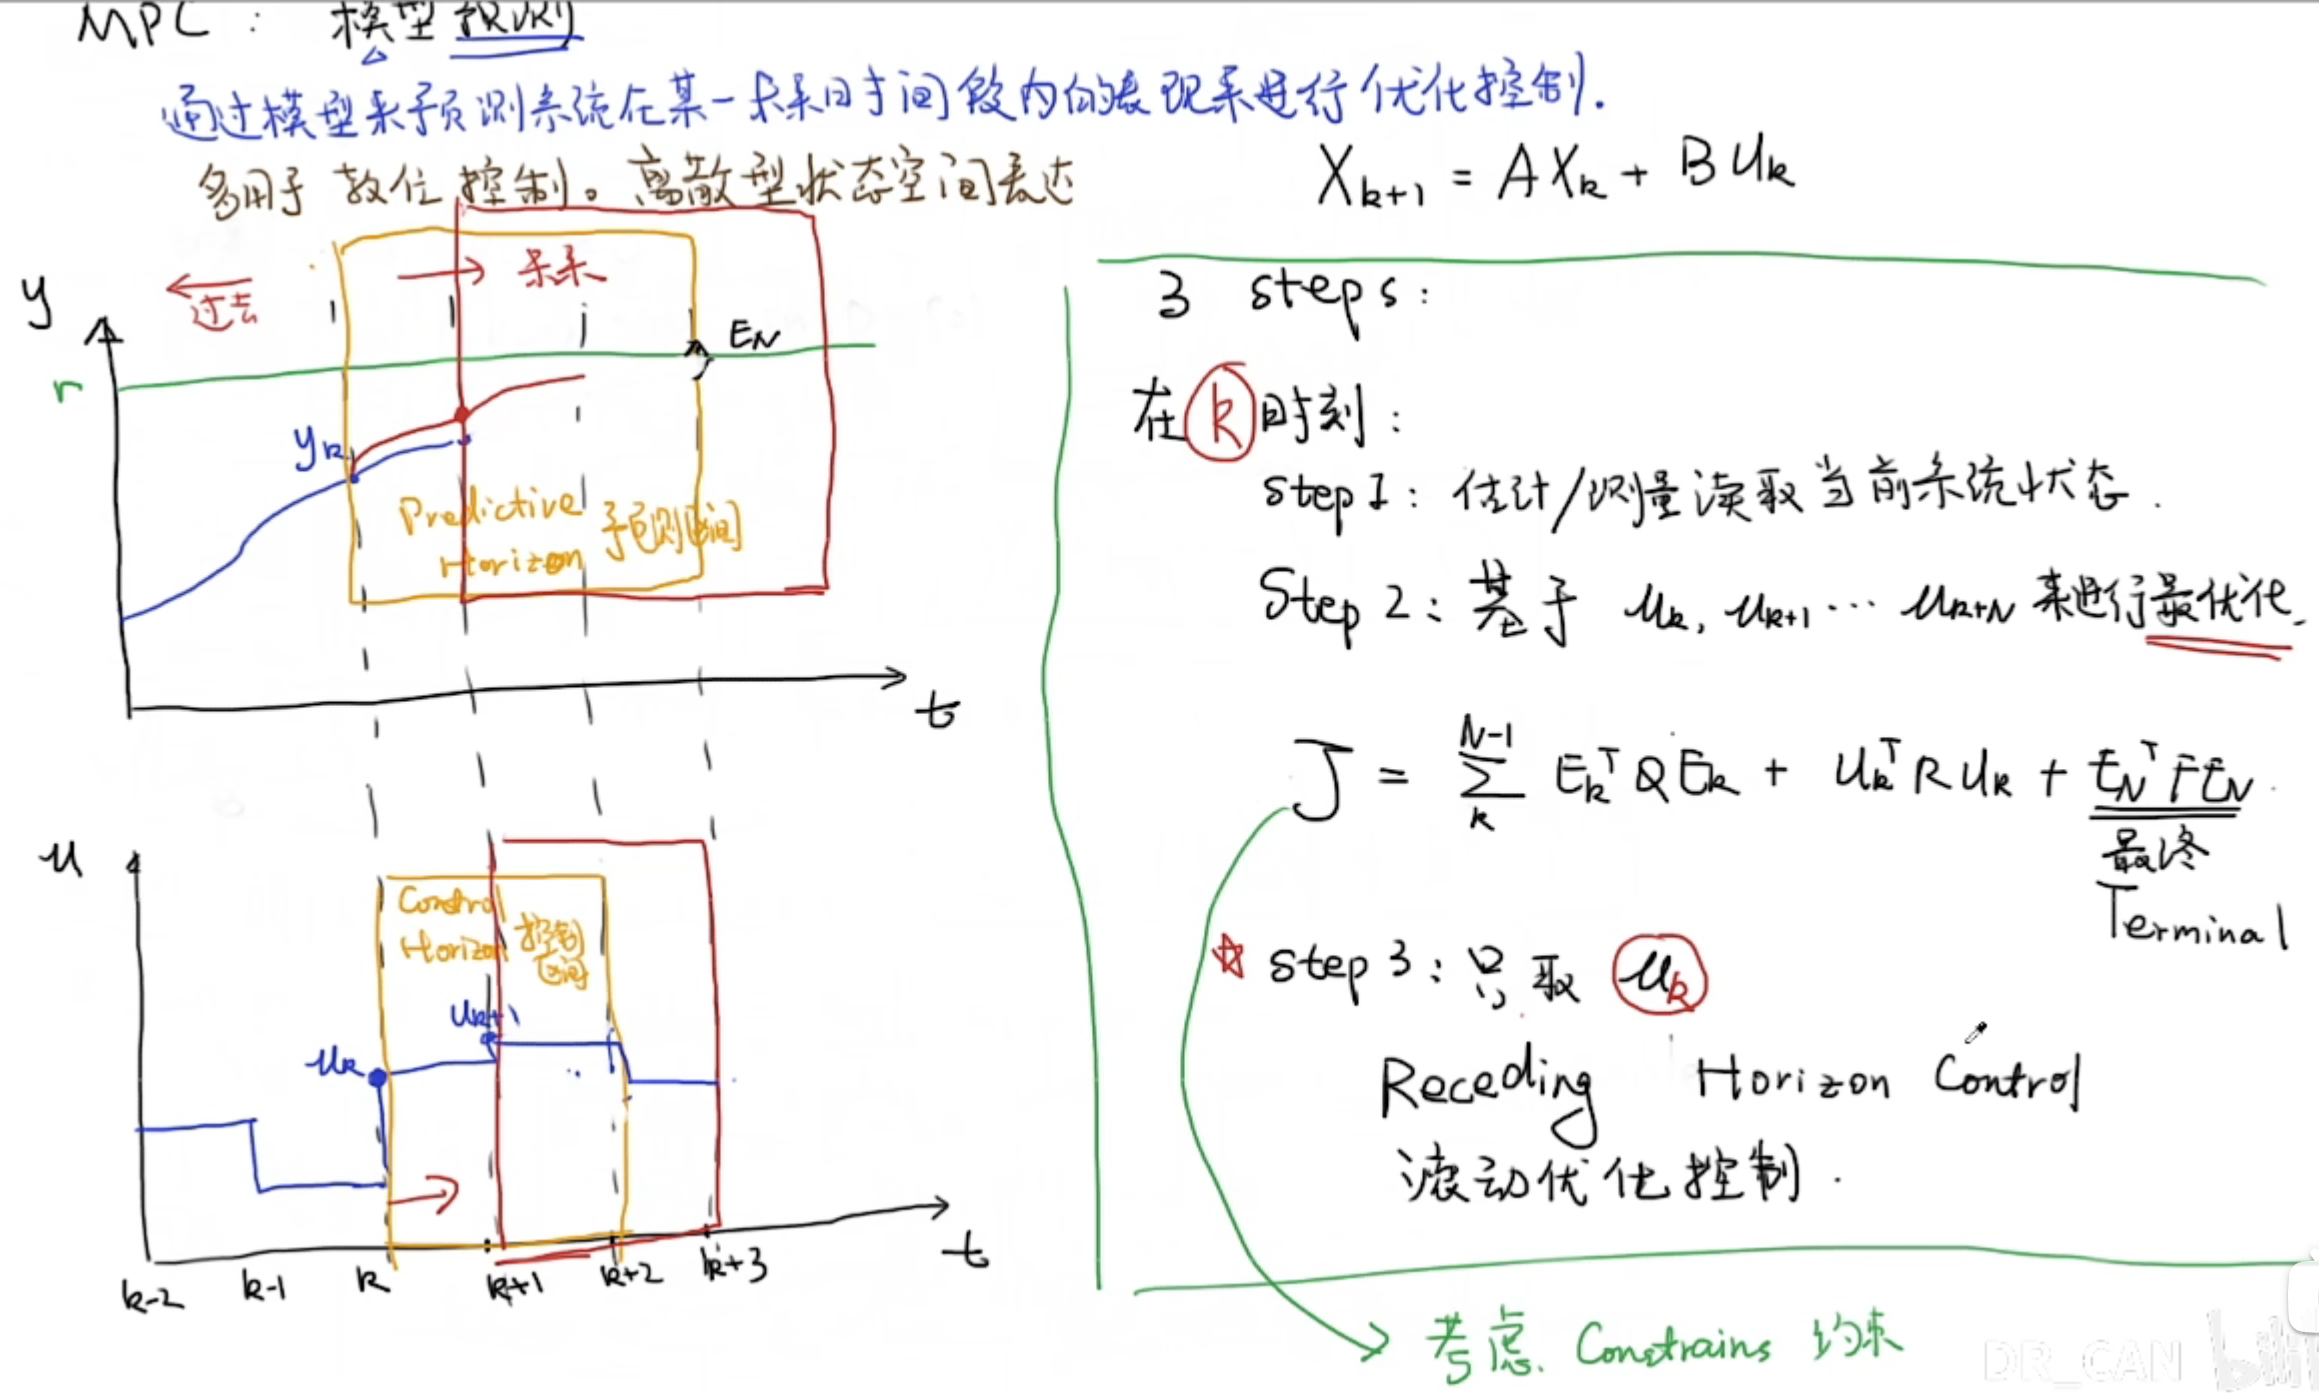 MPC: 模型预测
通过模型来预测系统在某一未来时间段内的表现来进行优化控制.
多用于 数位 控制。离散型状态空间表达
X_{k+1} = A X_k + B U_k
过去
未来
y
r
E_N
y_k
Predictive
Horizon
预测区间
t
u
Control
Horizon
控制
区间
u_k
u_{k+1}
t
k-2 k-1 k k+1 k+2 k+3
3 steps:
在 k 时刻:
step 1: 估计/测量读取当前系统状态.
Step 2: 基于 u_k, u_{k+1} ... u_{k+N} 来进行最优化.
J = \sum_{k}^{N-1} E_k^T Q E_k + U_k^T R U_k + E_N^T F E_N
最终
Terminal
☆ step 3: 只取 u_k
Receding Horizon Control
滚动优化控制.
考虑. Constrains 约束
DR_CAN